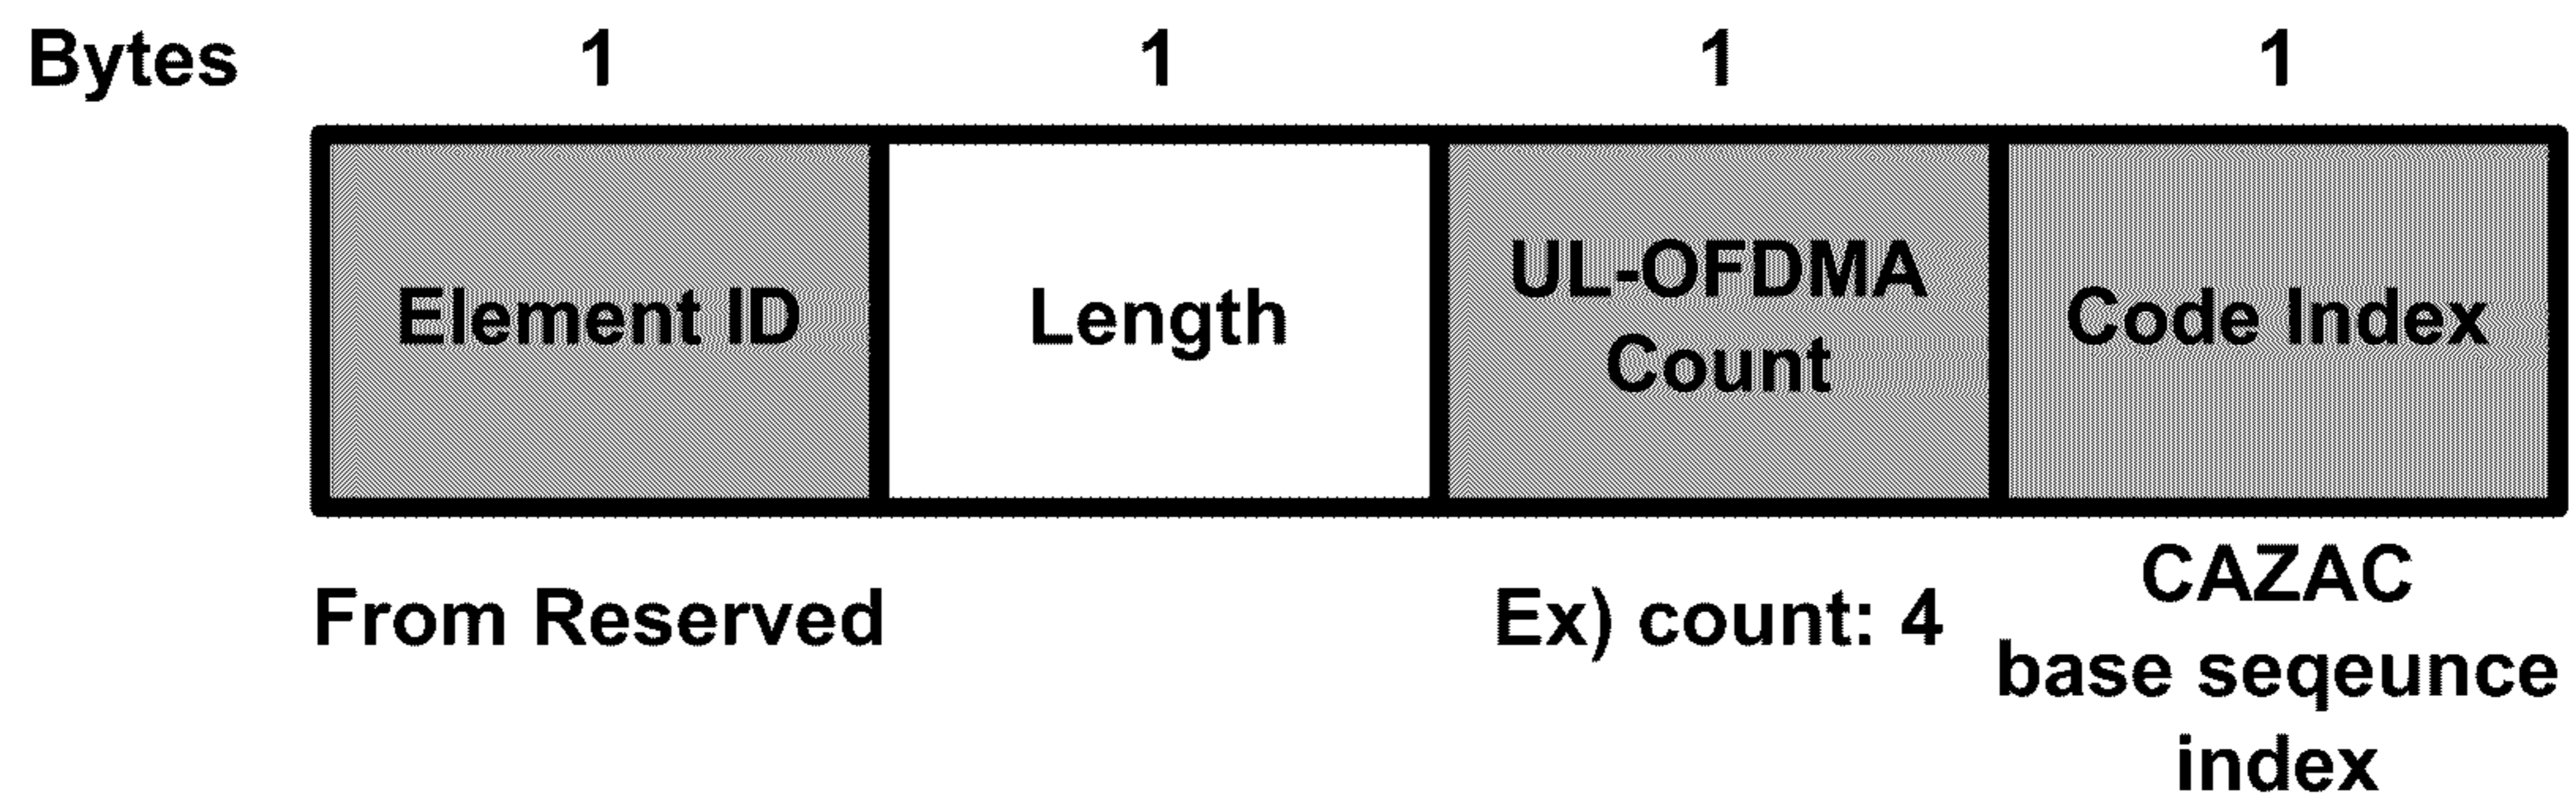 Bytes 1 1 1 1
Element ID Length UL-OFDMA Count Code Index
From Reserved Ex) count: 4 CAZAC
base seqeunce
index